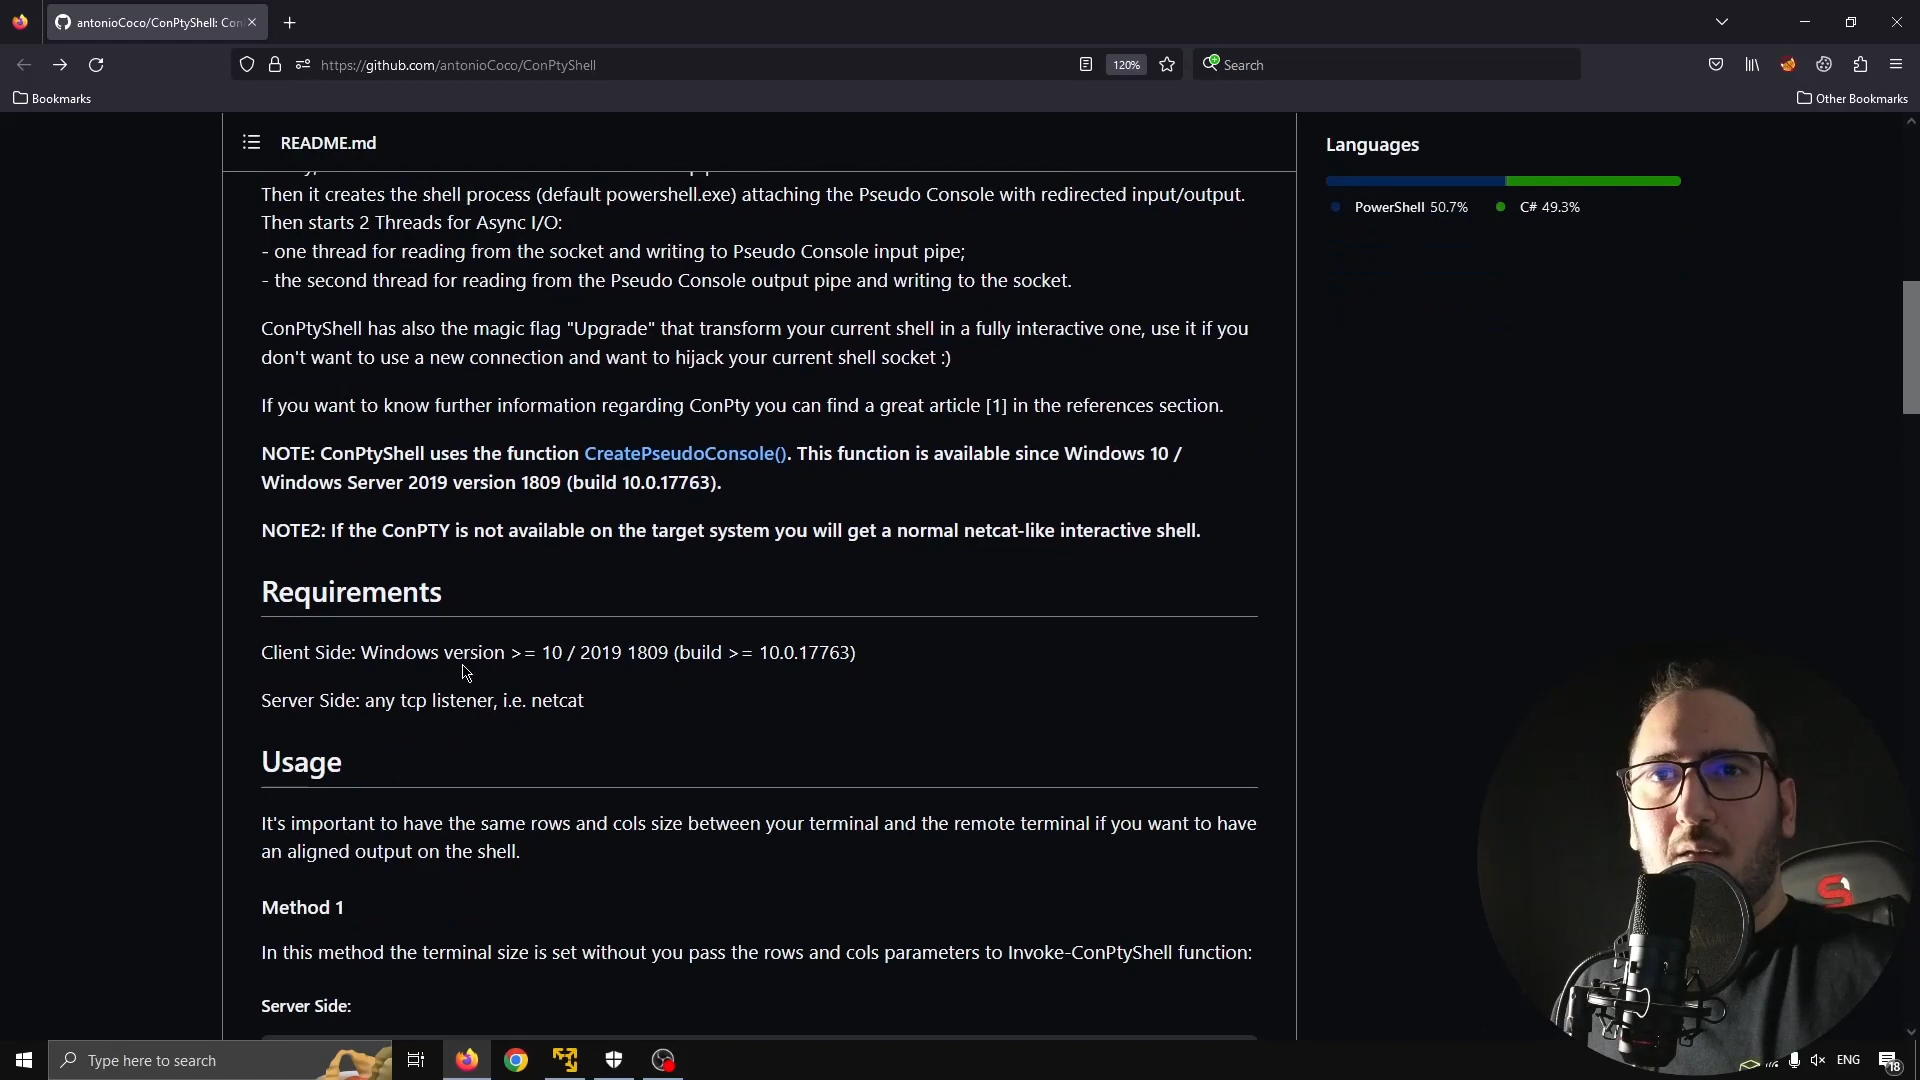 antonioCoco/ConPtyShell: Con
https://github.com/antonioCoco/ConPtyShell
120%
Search
Bookmarks
Other Bookmarks
README.md
Then it creates the shell process (default powershell.exe) attaching the Pseudo Console with redirected input/output.
Then starts 2 Threads for Async I/O:
- one thread for reading from the socket and writing to Pseudo Console input pipe;
- the second thread for reading from the Pseudo Console output pipe and writing to the socket.
ConPtyShell has also the magic flag "Upgrade" that transform your current shell in a fully interactive one, use it if you
don't want to use a new connection and want to hijack your current shell socket :)
If you want to know further information regarding ConPty you can find a great article [1] in the references section.
NOTE: ConPtyShell uses the function CreatePseudoConsole(). This function is available since Windows 10 /
Windows Server 2019 version 1809 (build 10.0.17763).
NOTE2: If the ConPTY is not available on the target system you will get a normal netcat-like interactive shell.
Requirements
Client Side: Windows version >= 10 / 2019 1809 (build >= 10.0.17763)
Server Side: any tcp listener, i.e. netcat
Usage
It's important to have the same rows and cols size between your terminal and the remote terminal if you want to have
an aligned output on the shell.
Method 1
In this method the terminal size is set without you pass the rows and cols parameters to Invoke-ConPtyShell function:
Server Side:
Languages
PowerShell 50.7%
C# 49.3%
Type here to search
ENG
18